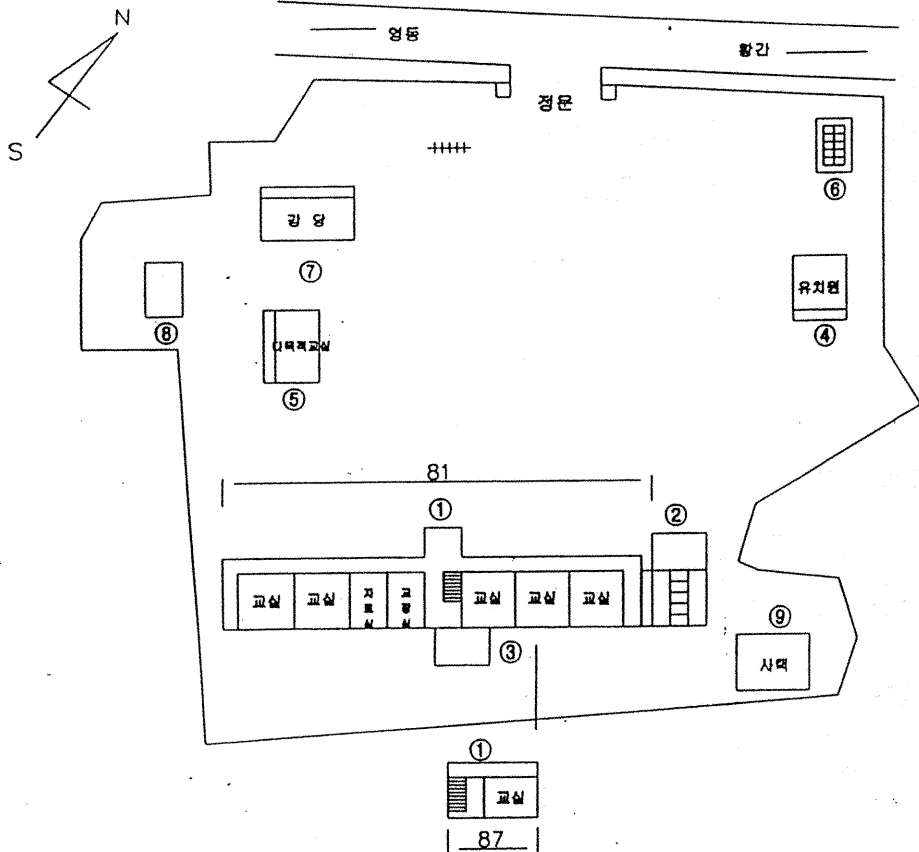 N
S
영동
황간
정문
⑥
강 당
⑦
유치원
④
⑧
다목적교실
⑤
81
①
②
교실
교실
자료실
교장실
교실
교실
교실
③
⑨
사택
①
교실
87